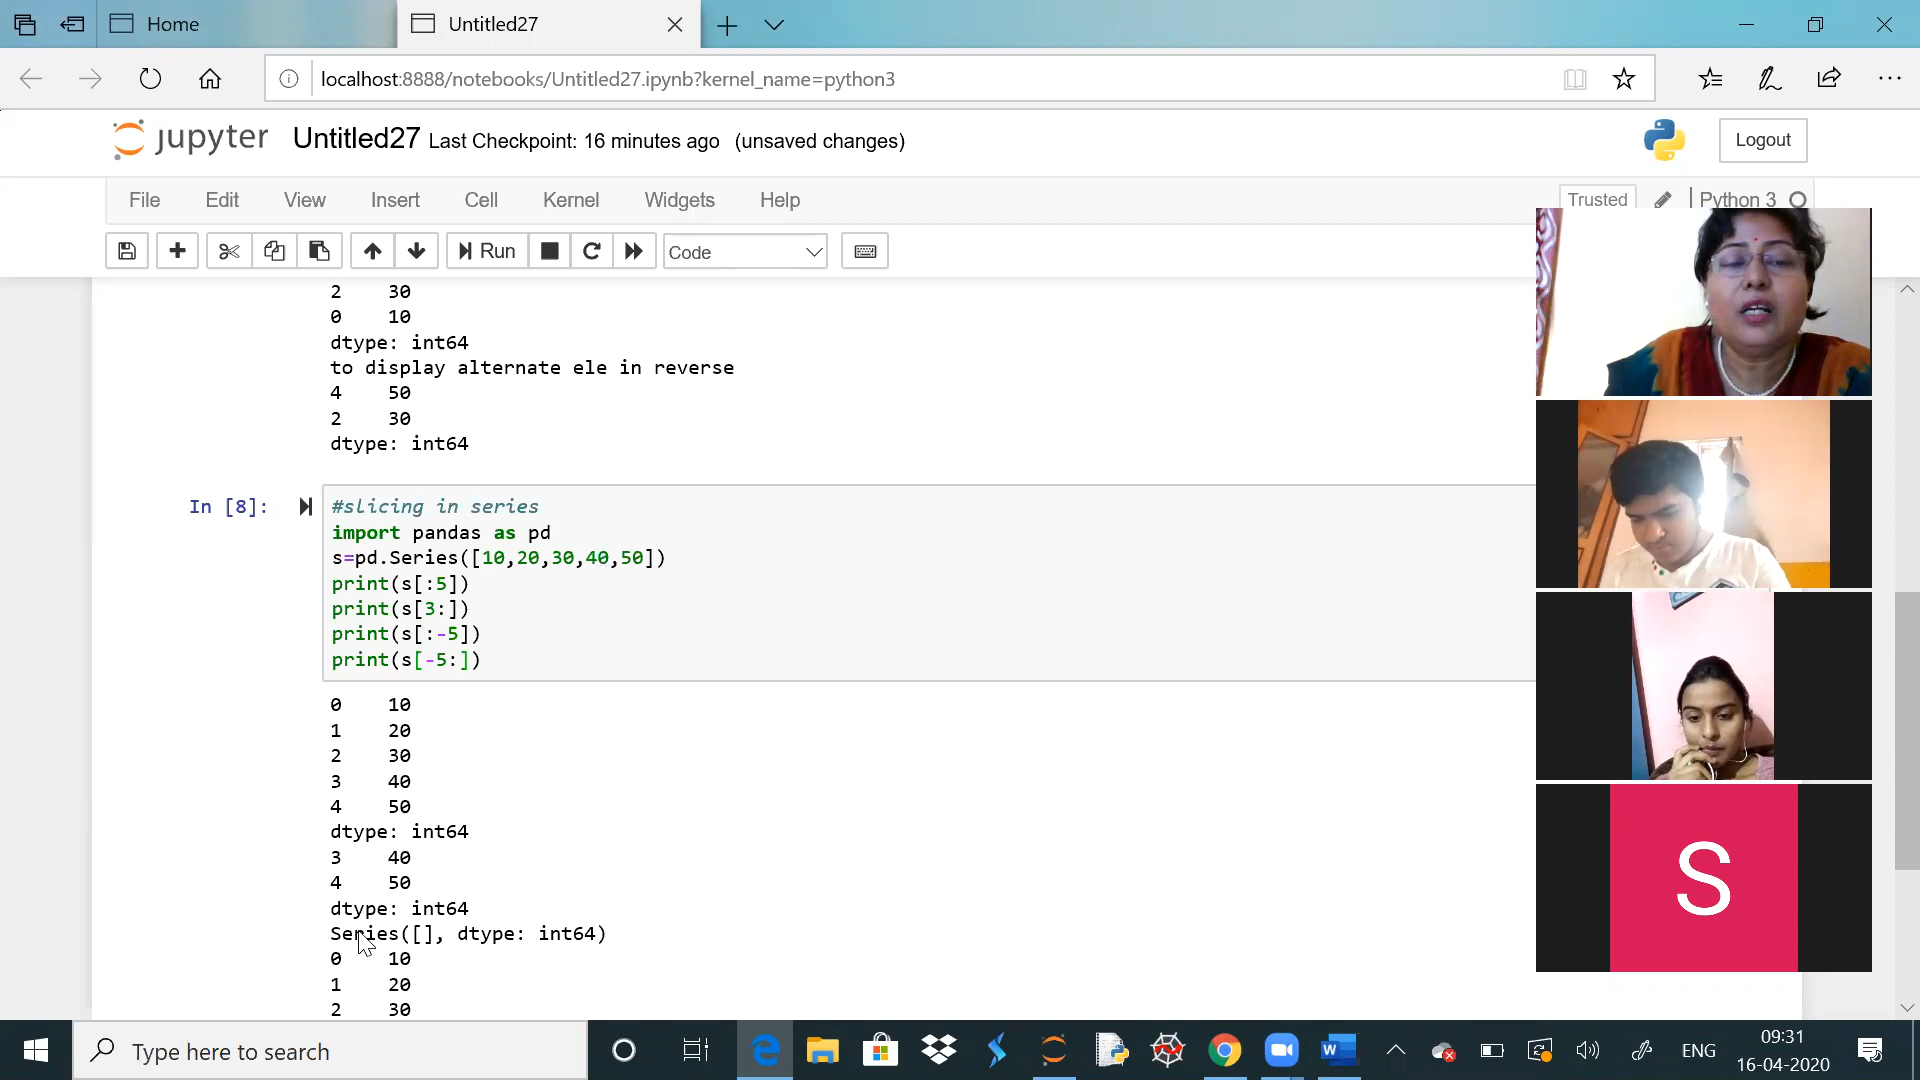 Home
Untitled27
localhost:8888/notebooks/Untitled27.ipynb?kernel_name=python3
jupyter Untitled27 Last Checkpoint: 16 minutes ago (unsaved changes)
Logout
File Edit View Insert Cell Kernel Widgets Help
Trusted
Python 3
Run
Code
2 30
0 10
dtype: int64
to display alternate ele in reverse
4 50
2 30
dtype: int64
In [8]:
#slicing in series
import pandas as pd
s=pd.Series([10,20,30,40,50])
print(s[:5])
print(s[3:])
print(s[:-5])
print(s[-5:])
0 10
1 20
2 30
3 40
4 50
dtype: int64
3 40
4 50
dtype: int64
Series([], dtype: int64)
0 10
1 20
2 30
S
Type here to search
W
ENG
09:31
16-04-2020